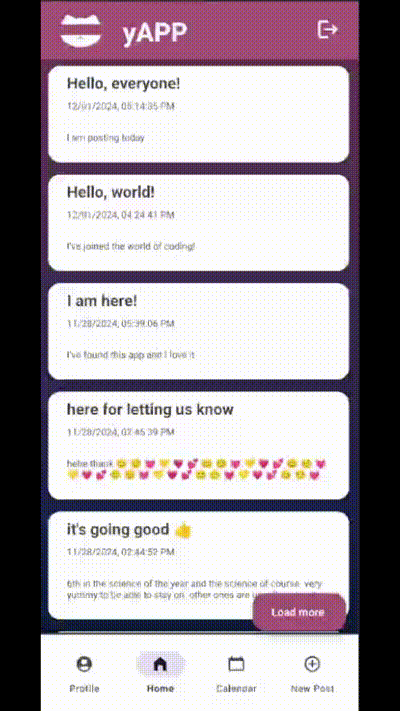 yAPP
Hello, everyone!
12/01/2024, 05:14:35 PM
I am posting today
Hello, world!
12/01/2024, 04:24:41 PM
I've joined the world of coding!
I am here!
11/28/2024, 05:39:06 PM
I've found this app and I love it
here for letting us know
11/28/2024, 02:45:39 PM
hehe thank 😊😊💓💛💗💕😊😊💓💛💗💕😊😊💓
it's going good 👍
11/28/2024, 02:44:52 PM
6th in the science of the year and the science of course. very
yummy to be able to stay on. other ones are
Load more
Profile
Home
Calendar
New Post